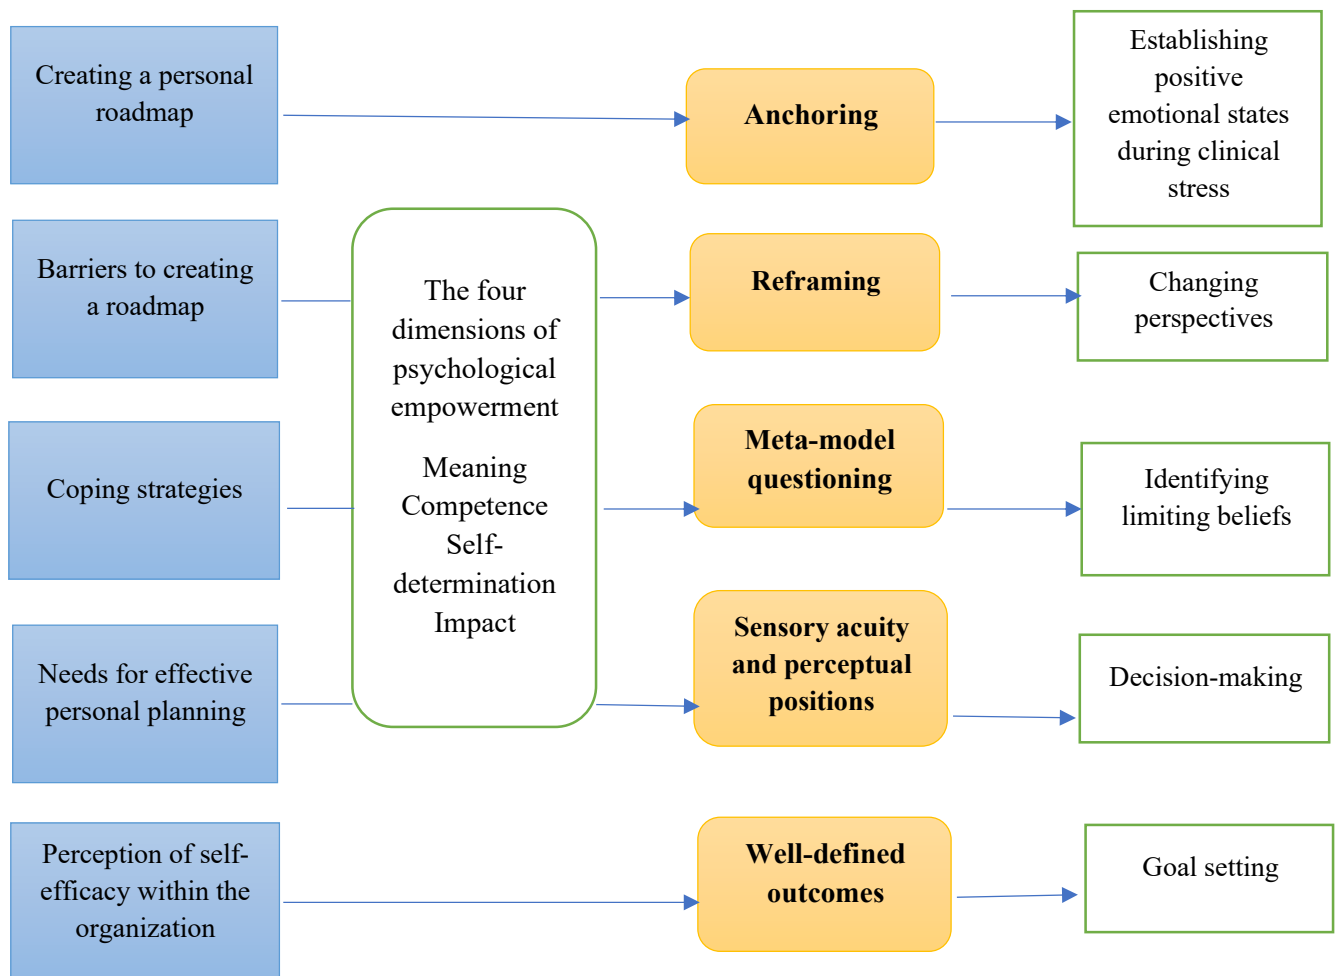 Creating a personal
roadmap
Anchoring
Establishing
positive
emotional states
during clinical
stress
Barriers to creating
a roadmap
The four
dimensions of
psychological
empowerment
Meaning
Competence
Self-
determination
Impact
Reframing
Changing
perspectives
Coping strategies
Meta-model
questioning
Identifying
limiting beliefs
Needs for effective
personal planning
Sensory acuity
and perceptual
positions
Decision-making
Perception of self-
efficacy within the
organization
Well-defined
outcomes
Goal setting